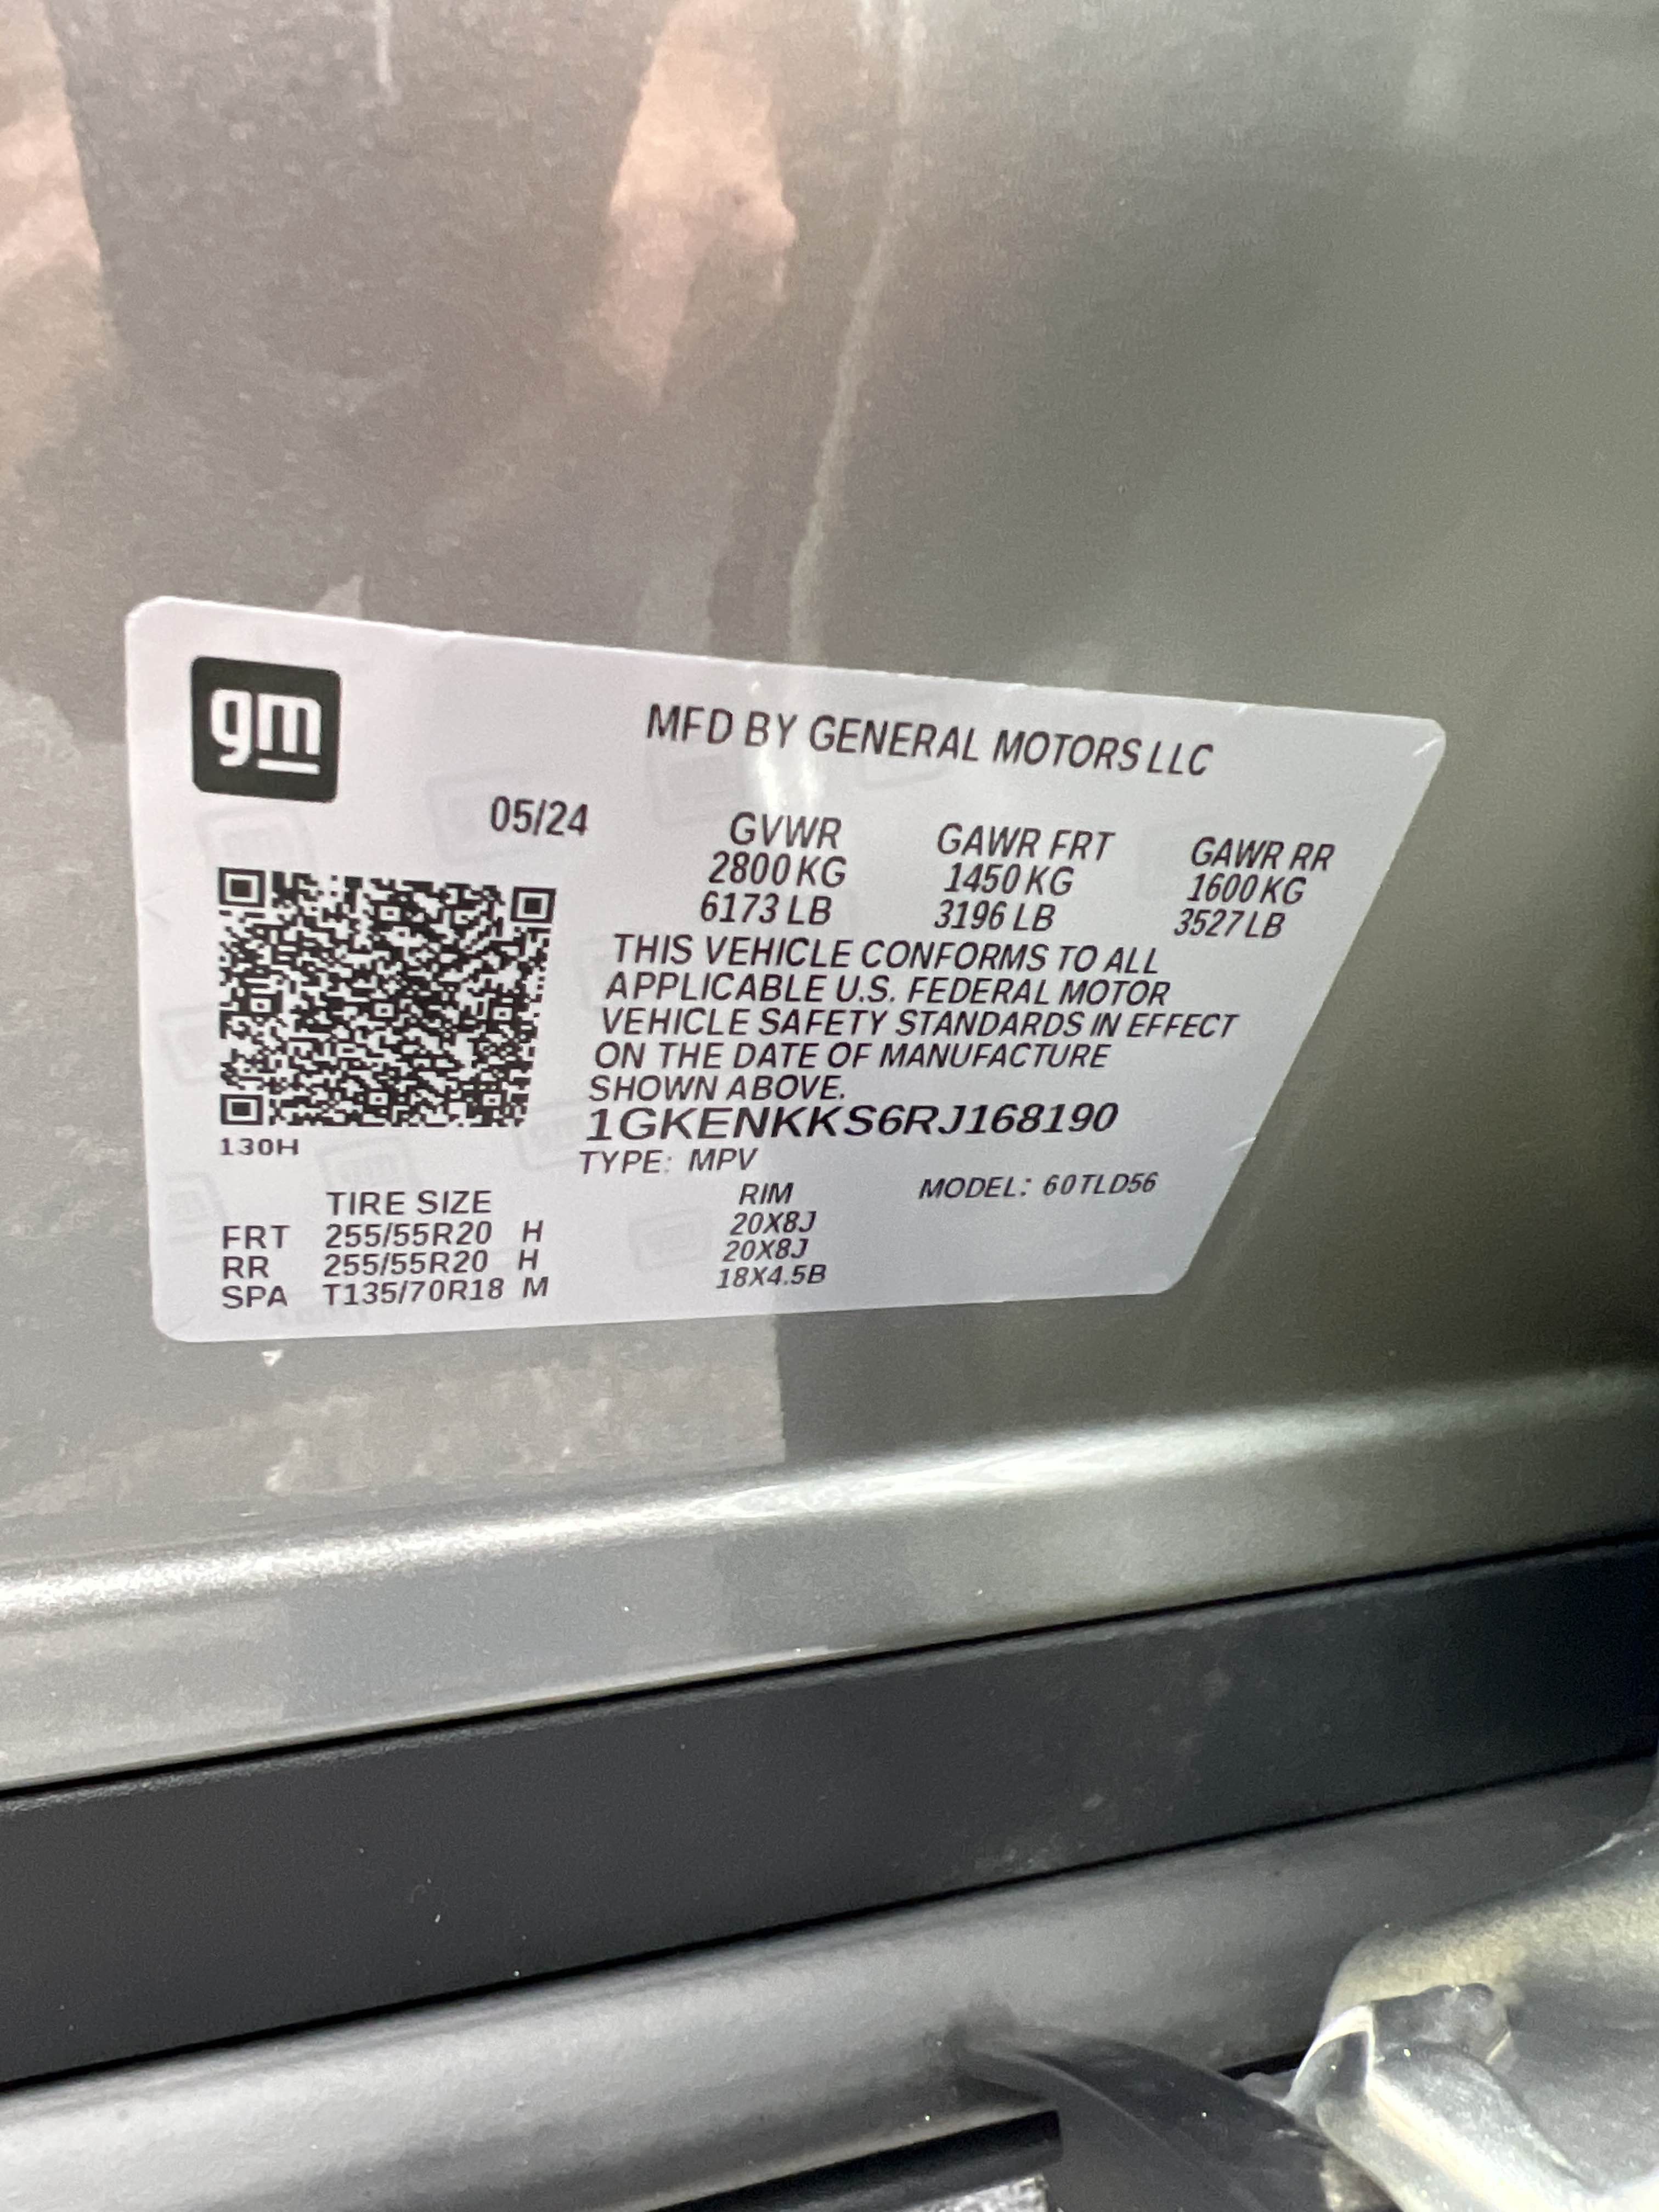 gm
MFD BY GENERAL MOTORS LLC
05/24
GVWR GAWR FRT GAWR RR
2800 KG 1450 KG 1600 KG
6173 LB 3196 LB 3527 LB
THIS VEHICLE CONFORMS TO ALL
APPLICABLE U.S. FEDERAL MOTOR
VEHICLE SAFETY STANDARDS IN EFFECT
ON THE DATE OF MANUFACTURE
SHOWN ABOVE.
1GKENKKS6RJ168190
130H
TYPE: MPV
MODEL: 60TLD56
TIRE SIZE RIM
FRT 255/55R20 H 20X8J
RR 255/55R20 H 20X8J
SPA T135/70R18 M 18X4.5B